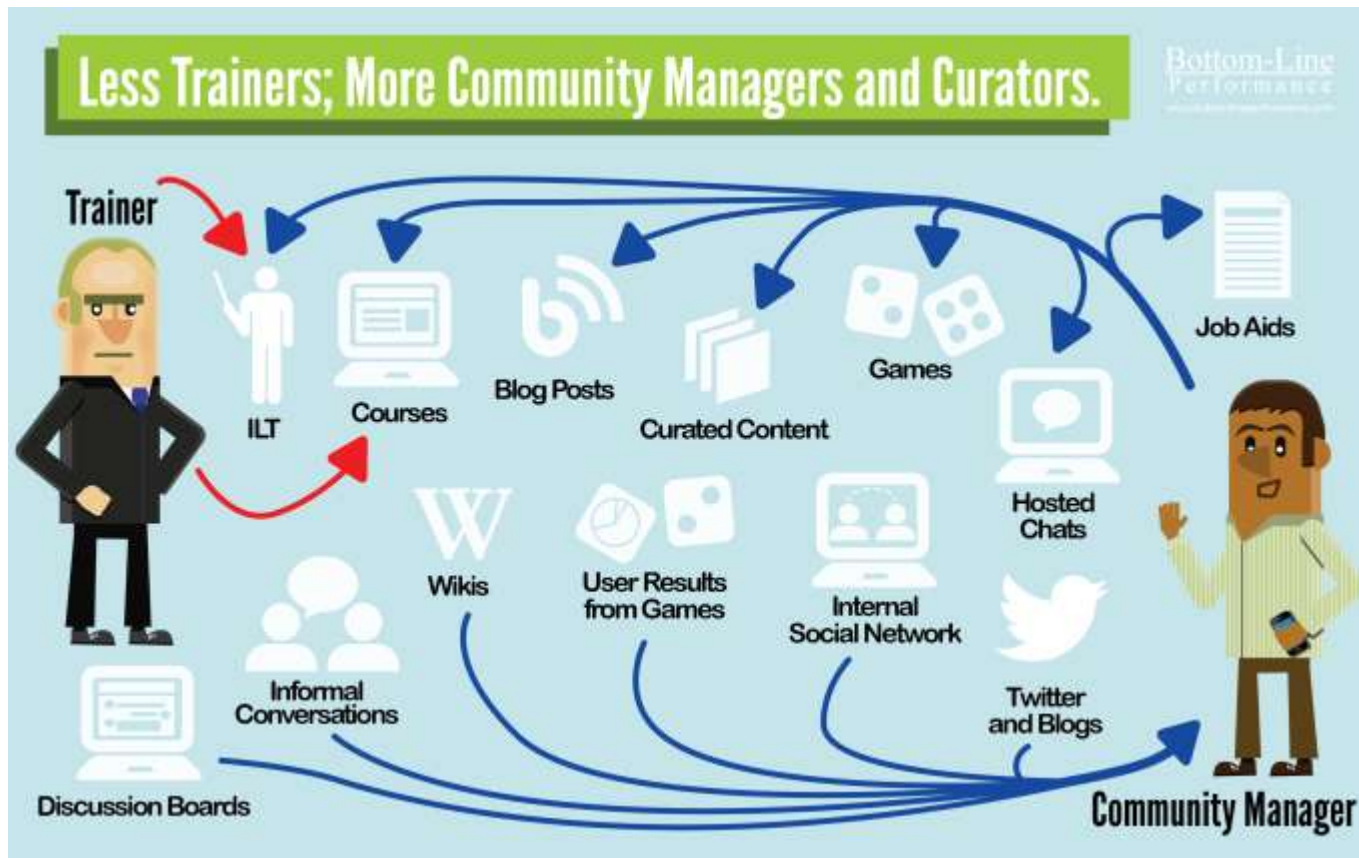 Less Trainers; More Community Managers and Curators.
Bottom-Line
Performance
Trainer
ILT
Courses
Blog Posts
Curated Content
Games
Hosted
Chats
Job Aids
W
Wikis
User Results
from Games
Internal
Social Network
Twitter
and Blogs
Informal
Conversations
Discussion Boards
Community Manager